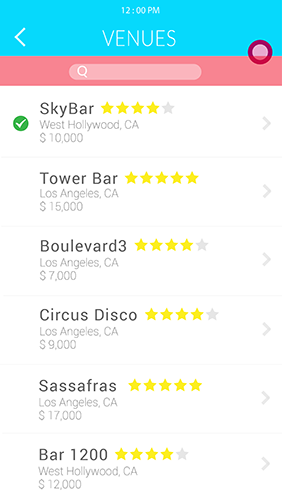 12:00 PM
VENUES
SkyBar
West Hollywood, CA
$ 10,000
Tower Bar
Los Angeles, CA
$ 15,000
Boulevard3
Los Angeles, CA
$ 7,000
Circus Disco
Los Angeles, CA
$ 9,000
Sassafras
Los Angeles, CA
$ 17,000
Bar 1200
West Hollywood, CA
$ 12,000